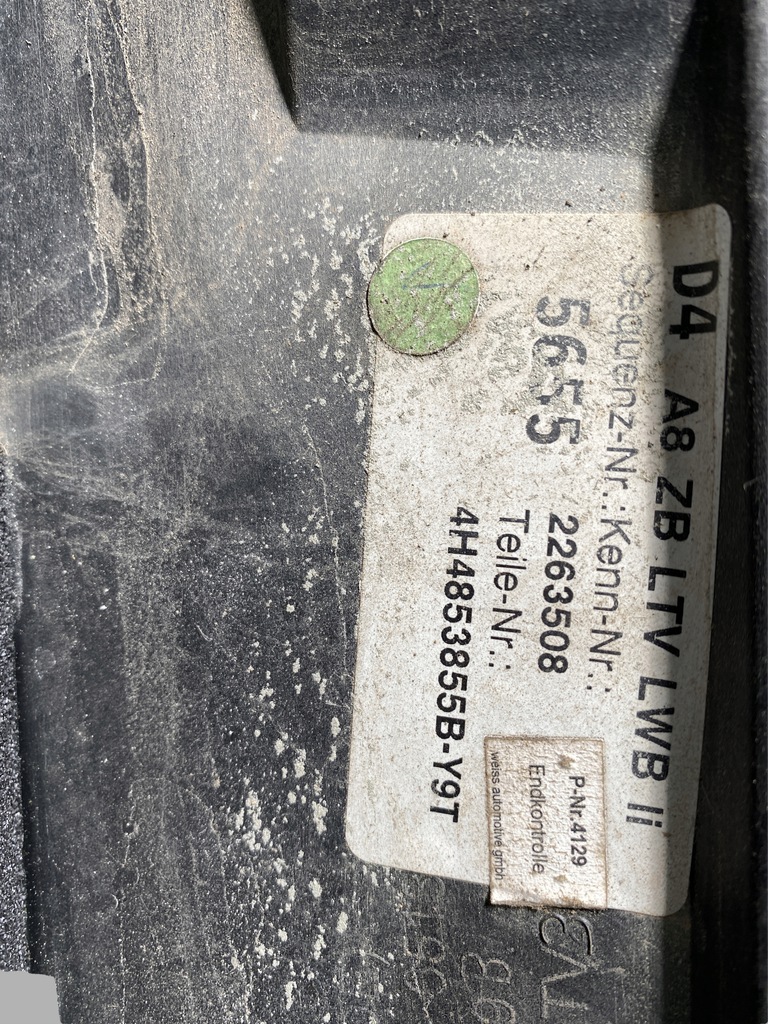 D4 A8 ZB LTV LWB li
Sequenz-Nr.:Kenn-Nr.:
5655 2263508
Teile-Nr.:
4H4853855B-Y9T
P-Nr.4129
Endkontrolle
weiss automotive gmbh